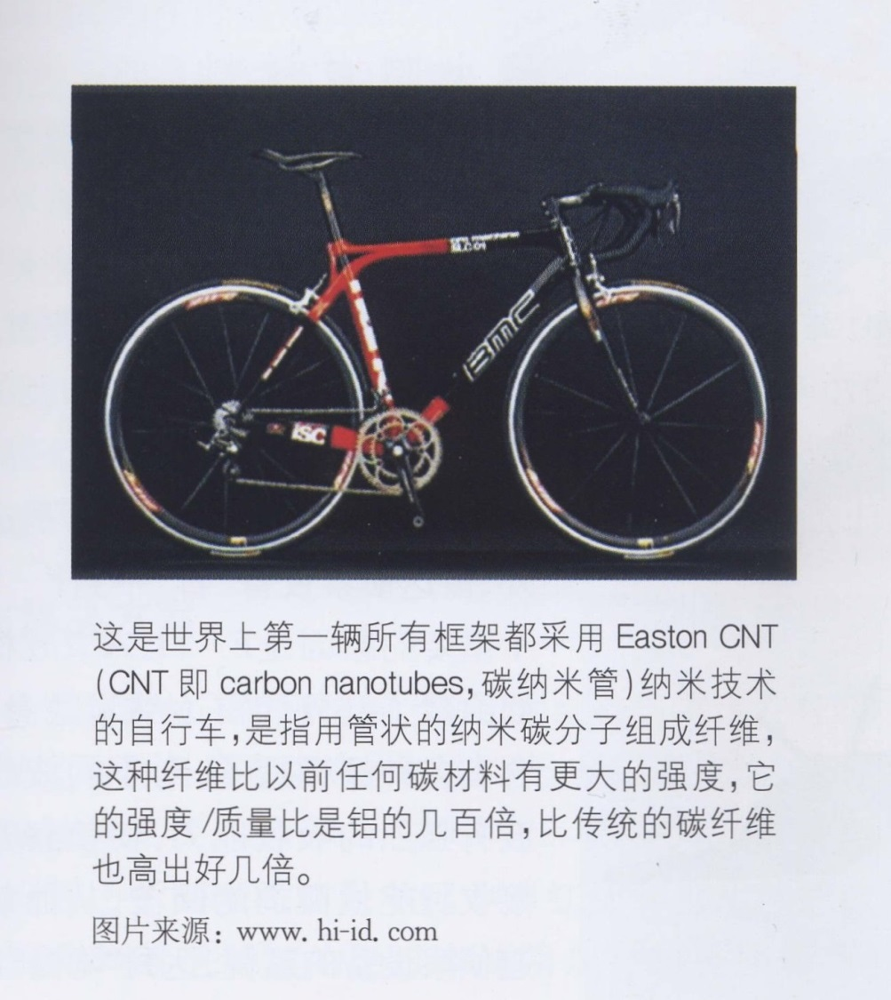 SLC 01
BMC
iSC
这是世界上第一辆所有框架都采用 Easton CNT
(CNT 即 carbon nanotubes,碳纳米管)纳米技术
的自行车,是指用管状的纳米碳分子组成纤维,
这种纤维比以前任何碳材料有更大的强度,它
的强度/质量比是铝的几百倍,比传统的碳纤维
也高出好几倍。
图片来源: www. hi-id. com